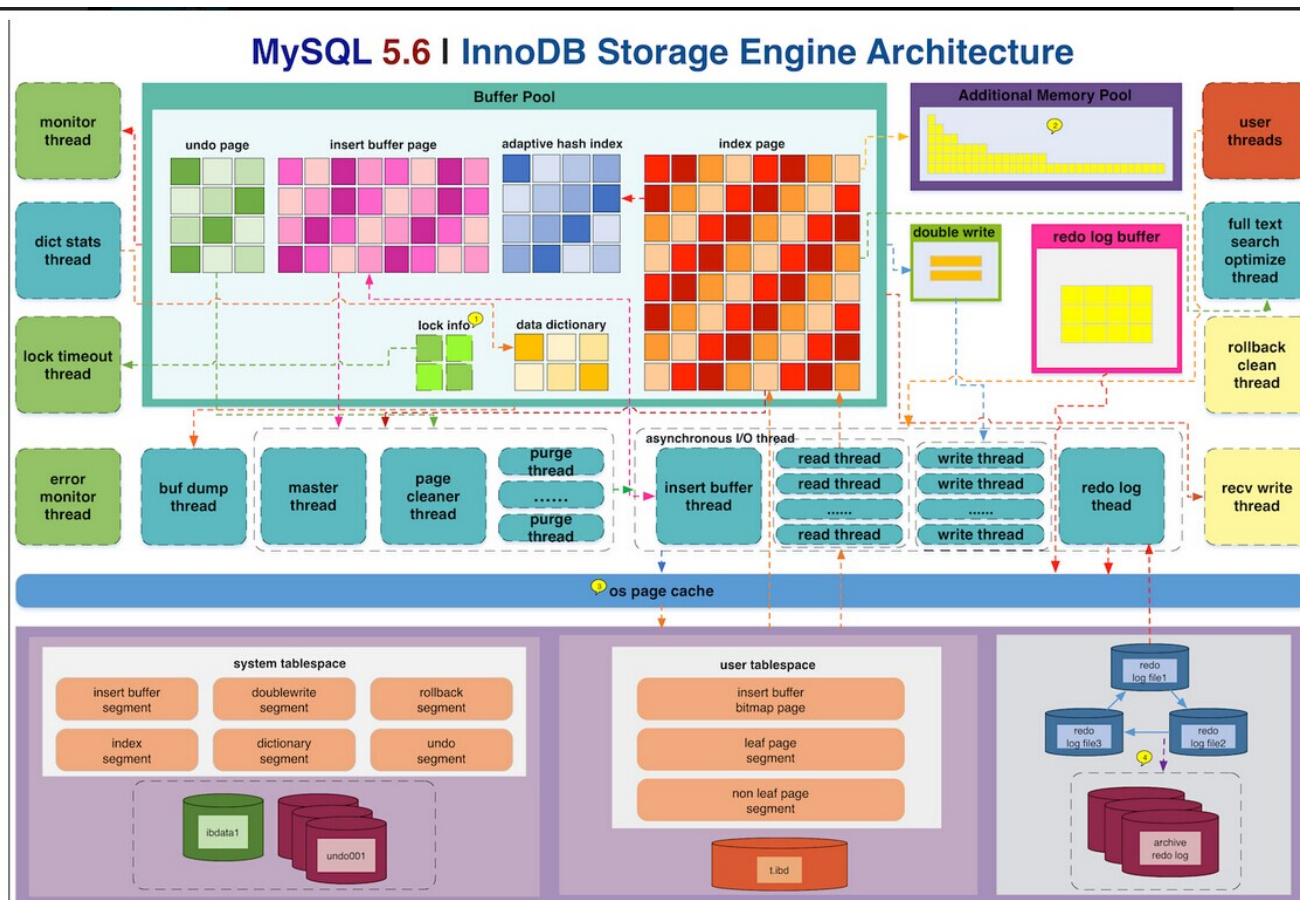 MySQL 5.6 | InnoDB Storage Engine Architecture
Buffer Pool
Additional Memory Pool
monitor
thread
user
threads
undo page
insert buffer page
adaptive hash index
index page
2
dict stats
thread
double write
redo log buffer
full text
search
optimize
thread
lock info
1
data dictionary
lock timeout
thread
rollback
clean
thread
asynchronous I/O thread
error
monitor
thread
buf dump
thread
master
thread
page
cleaner
thread
purge
thread
......
purge
thread
insert buffer
thread
read thread
read thread
......
read thread
write thread
write thread
......
write thread
redo log
thead
recv write
thread
3
os page cache
system tablespace
insert buffer
segment
doublewrite
segment
rollback
segment
index
segment
dictionary
segment
undo
segment
ibdata1
undo001
user tablespace
insert buffer
bitmap page
leaf page
segment
non leaf page
segment
t.ibd
redo
log file1
redo
log file3
redo
log file2
4
archive
redo log